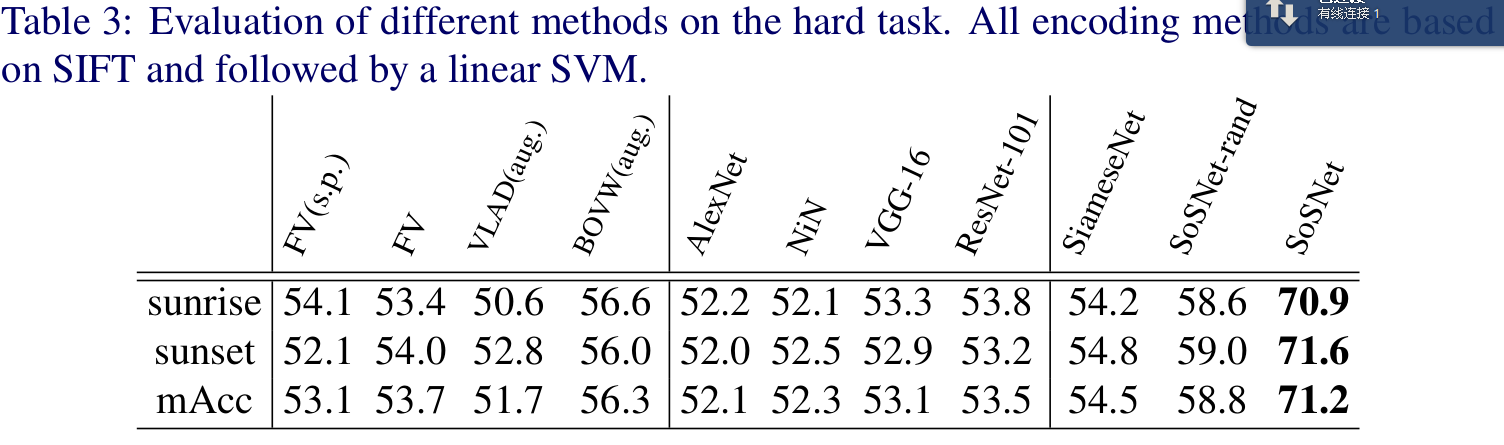 Table 3: Evaluation of different methods on the hard task. All encoding methods are based
on SIFT and followed by a linear SVM.
有线连接 1
FV(s.p.) FV VLAD(aug.) BOVW(aug.) AlexNet NiN VGG-16 ResNet-101 SiameseNet SoSNet-rand SoSNet
sunrise 54.1 53.4 50.6 56.6 52.2 52.1 53.3 53.8 54.2 58.6 70.9
sunset 52.1 54.0 52.8 56.0 52.0 52.5 52.9 53.2 54.8 59.0 71.6
mAcc 53.1 53.7 51.7 56.3 52.1 52.3 53.1 53.5 54.5 58.8 71.2